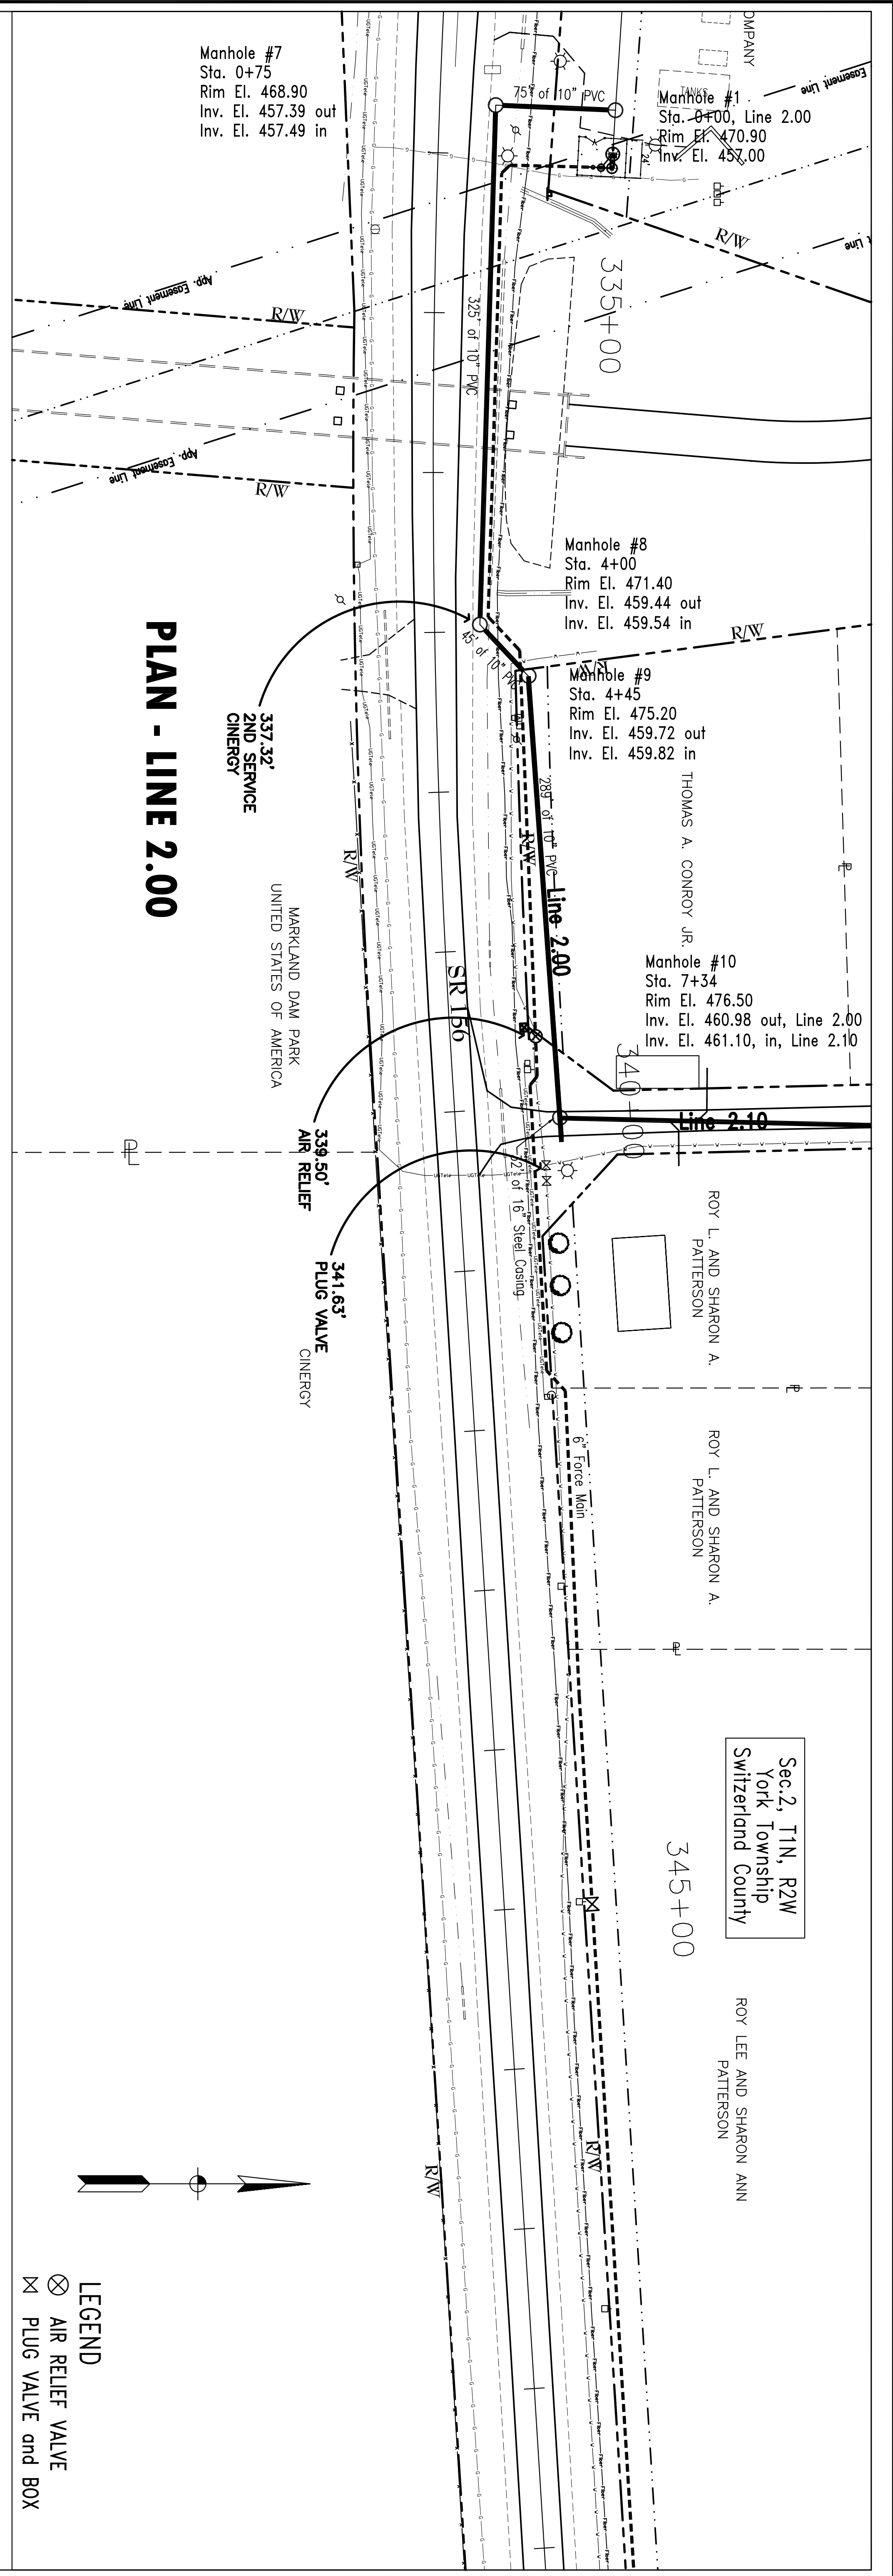 Manhole #7
Sta. 0+75
Rim El. 468.90
Inv. El. 457.39 out
Inv. El. 457.49 in
OMPANY
TANKS
Easement Line
Manhole #1
Sta. 0+00, Line 2.00
Rim El. 470.90
Inv. El. 457.00
75' of 10" PVC
24'
R/W
t Line
335+00
325' of 10" PVC
App. Easement Line
R/W
App. Easement Line
R/W
Manhole #8
Sta. 4+00
Rim El. 471.40
Inv. El. 459.44 out
Inv. El. 459.54 in
R/W
45' of 10" PVC
R/W
Manhole #9
Sta. 4+45
Rim El. 475.20
Inv. El. 459.72 out
Inv. El. 459.82 in
PLAN - LINE 2.00
337.32'
2ND SERVICE
CINERGY
THOMAS A. CONROY JR.
289' of 10" PVC
R/W
Line 2.00
R/W
MARKLAND DAM PARK
UNITED STATES OF AMERICA
SR 156
Manhole #10
Sta. 7+34
Rim El. 476.50
Inv. El. 460.98 out, Line 2.00
Inv. El. 461.10, in, Line 2.10
340+00
Line 2.10
339.50'
AIR RELIEF
341.63'
PLUG VALVE
CINERGY
of 16" Steel Casing
ROY L. AND SHARON A.
PATTERSON
6" Force Main
ROY L. AND SHARON A.
PATTERSON
Sec.2, T1N, R2W
York Township
Switzerland County
345+00
ROY LEE AND SHARON ANN
PATTERSON
R/W
R/W
UGTele
G
Fiber
LEGEND
AIR RELIEF VALVE
PLUG VALVE and BOX